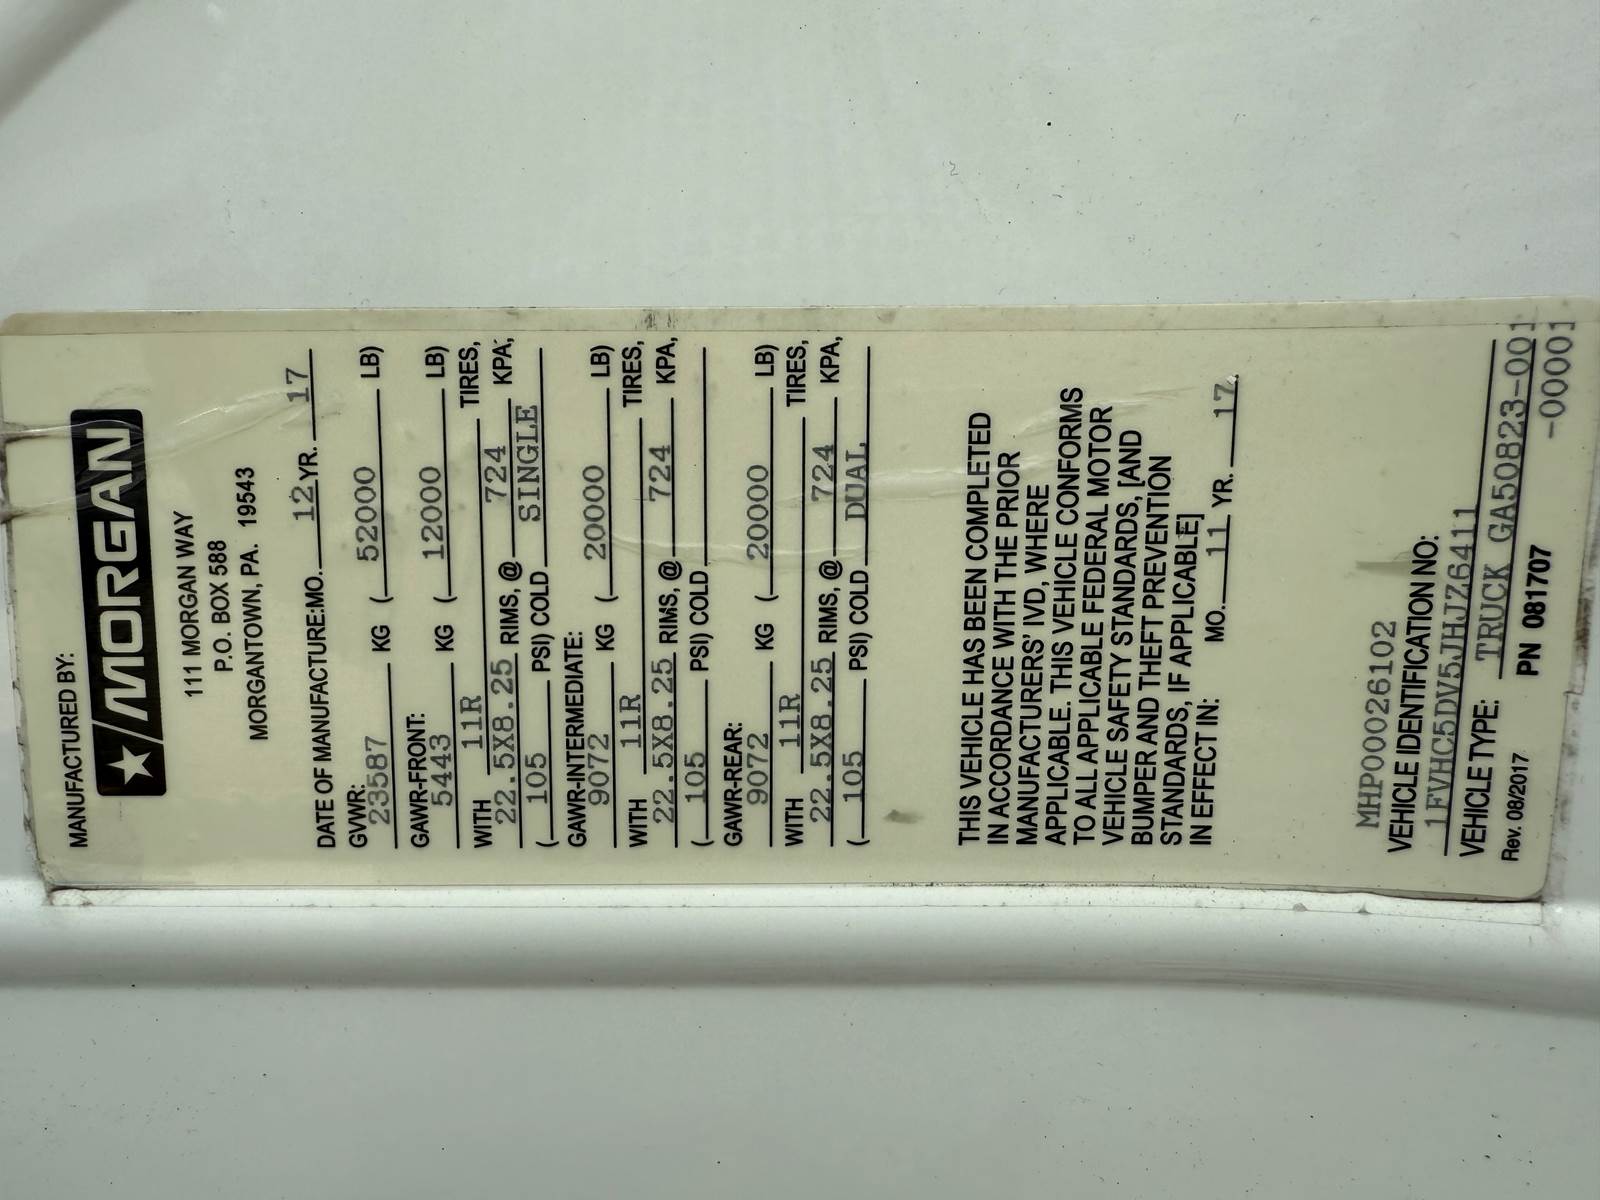 MANUFACTURED BY:
MORGAN
111 MORGAN WAY
P.O. BOX 588
MORGANTOWN, PA. 19543
DATE OF MANUFACTURE:MO. 12 YR. 17
GVWR:
23587 KG ( 52000 LB)
GAWR-FRONT:
5443 KG ( 12000 LB)
WITH 11R TIRES,
22.5X8.25 RIMS, @ 724 KPA,
( 105 PSI) COLD SINGLE
GAWR-INTERMEDIATE:
9072 KG ( 20000 LB)
WITH 11R TIRES,
22.5X8.25 RIMS, @ 724 KPA,
( 105 PSI) COLD
GAWR-REAR:
9072 KG ( 20000 LB)
WITH 11R TIRES,
22.5X8.25 RIMS, @ 724 KPA,
( 105 PSI) COLD DUAL
THIS VEHICLE HAS BEEN COMPLETED
IN ACCORDANCE WITH THE PRIOR
MANUFACTURERS' IVD, WHERE
APPLICABLE. THIS VEHICLE CONFORMS
TO ALL APPLICABLE FEDERAL MOTOR
VEHICLE SAFETY STANDARDS, [AND
BUMPER AND THEFT PREVENTION
STANDARDS, IF APPLICABLE]
IN EFFECT IN: MO. 11 YR. 17
MHP00026102
VEHICLE IDENTIFICATION NO:
1FVHC5DV5JHJZ6411
VEHICLE TYPE: TRUCK GA50823-001
Rev. 08/2017 PN 081707 -00001